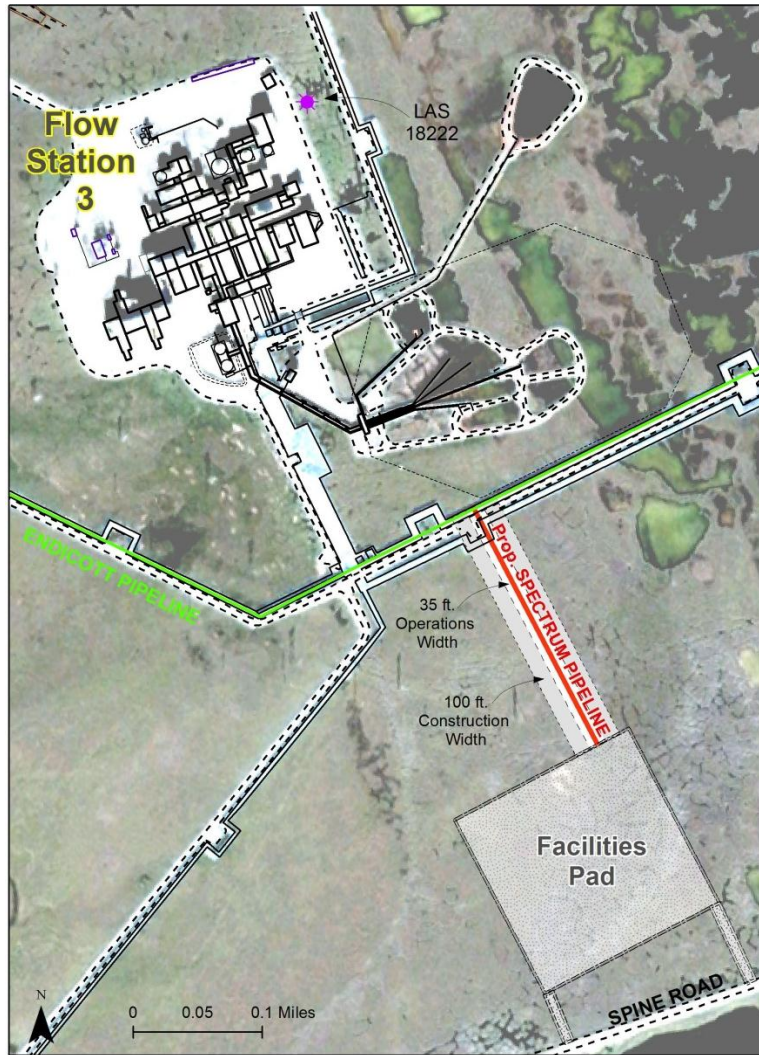 Flow
Station
3
LAS
18222
ENDICOTT PIPELINE
Prop. SPECTRUM PIPELINE
35 ft.
Operations
Width
100 ft.
Construction
Width
Facilities
Pad
SPINE ROAD
N
0 0.05 0.1 Miles